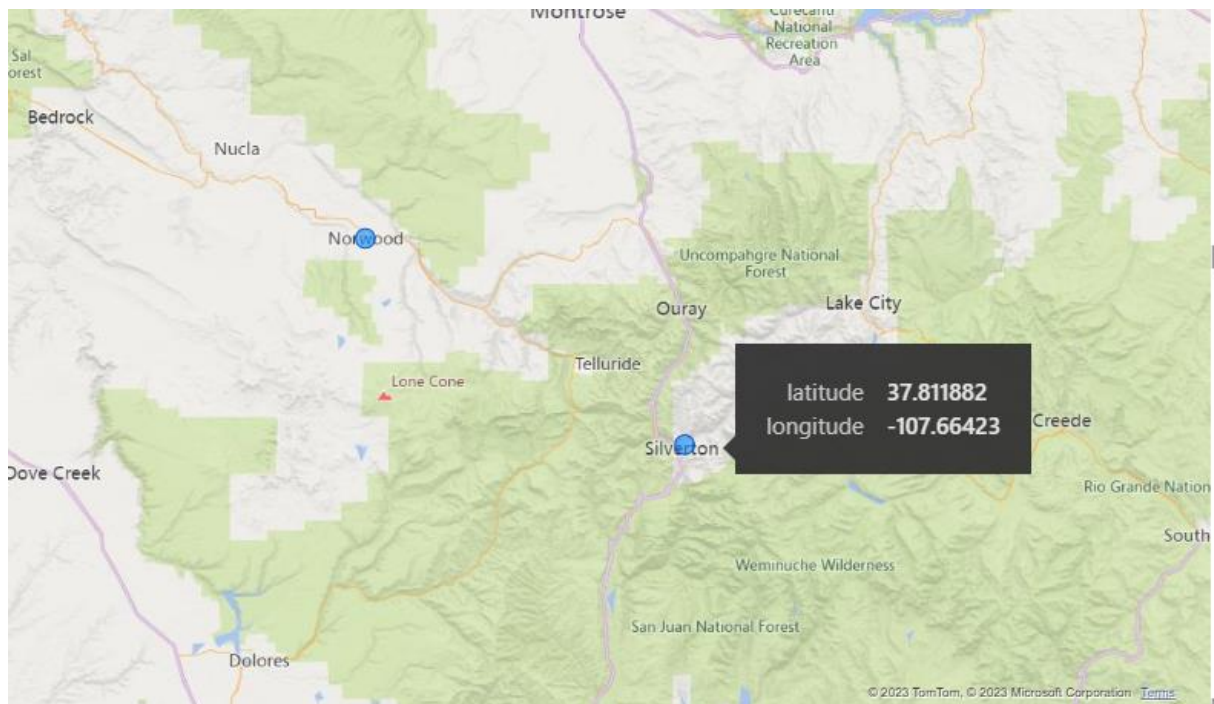 Montrose
Curecanti
National
Recreation
Area
Sal
orest
Bedrock
Nucla
Norwood
Uncompahgre National
Forest
Ouray
Lake City
Telluride
Lone Cone
latitude 37.811882
longitude -107.66423
Creede
Silverton
Dove Creek
Rio Grande Nation
South
Weminuche Wilderness
San Juan National Forest
Dolores
© 2023 TomTom, © 2023 Microsoft Corporation Terms